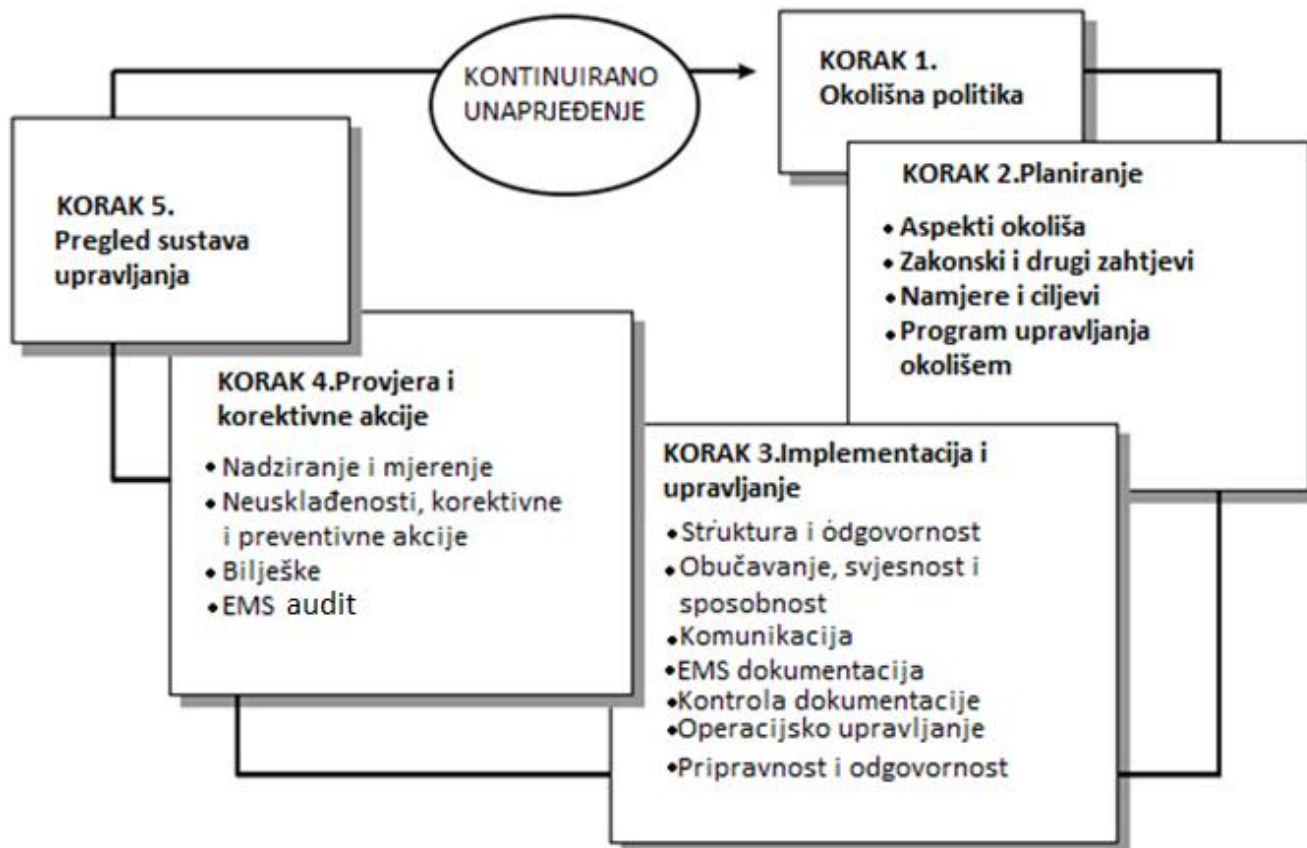 KONTINUIRANO
UNAPRJEĐENJE
KORAK 1.
Okolišna politika
KORAK 2.Planiranje
• Aspekti okoliša
• Zakonski i drugi zahtjevi
• Namjere i ciljevi
• Program upravljanja
okolišem
KORAK 3.Implementacija i
upravljanje
• Struktura i odgovornost
• Obučavanje, svjesnost i
sposobnost
• Komunikacija
• EMS dokumentacija
• Kontrola dokumentacije
• Operacijsko upravljanje
• Pripravnost i odgovornost
KORAK 4.Provjera i
korektivne akcije
• Nadziranje i mjerenje
• Neusklađenosti, korektivne
i preventivne akcije
• Bilješke
• EMS audit
KORAK 5.
Pregled sustava
upravljanja